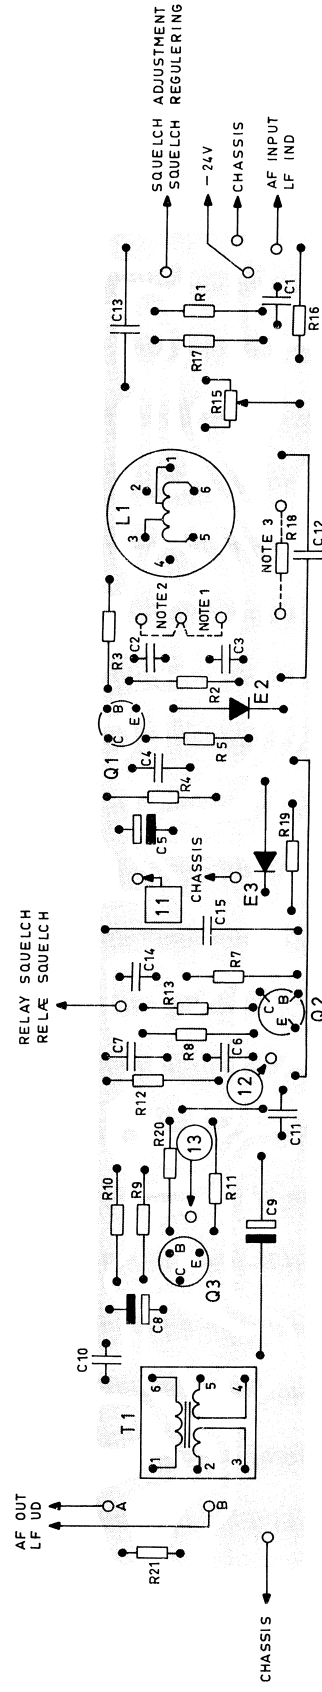 SQUELCH ADJUSTMENT
SQUELCH REGULERING
-24V
CHASSIS
AF INPUT
LF IND
C13
R1
R17
C1
R16
R15
L1
1
2
3
4
5
6
NOTE 3
R18
C12
NOTE 2
NOTE 1
R3
C2
C3
R2
E2
Q1
C
B
E
R5
C4
R4
C5
11
CHASSIS
E3
R19
C15
RELAY SQUELCH
RELÆ SQUELCH
C14
R13
R7
R8
C7
C6
R12
12
Q2
C
B
E
C11
R20
13
R10
R9
R11
Q3
C
B
E
C9
C8
C10
T1
1
2
3
4
5
6
AF OUT
LF UD
A
B
R21
CHASSIS